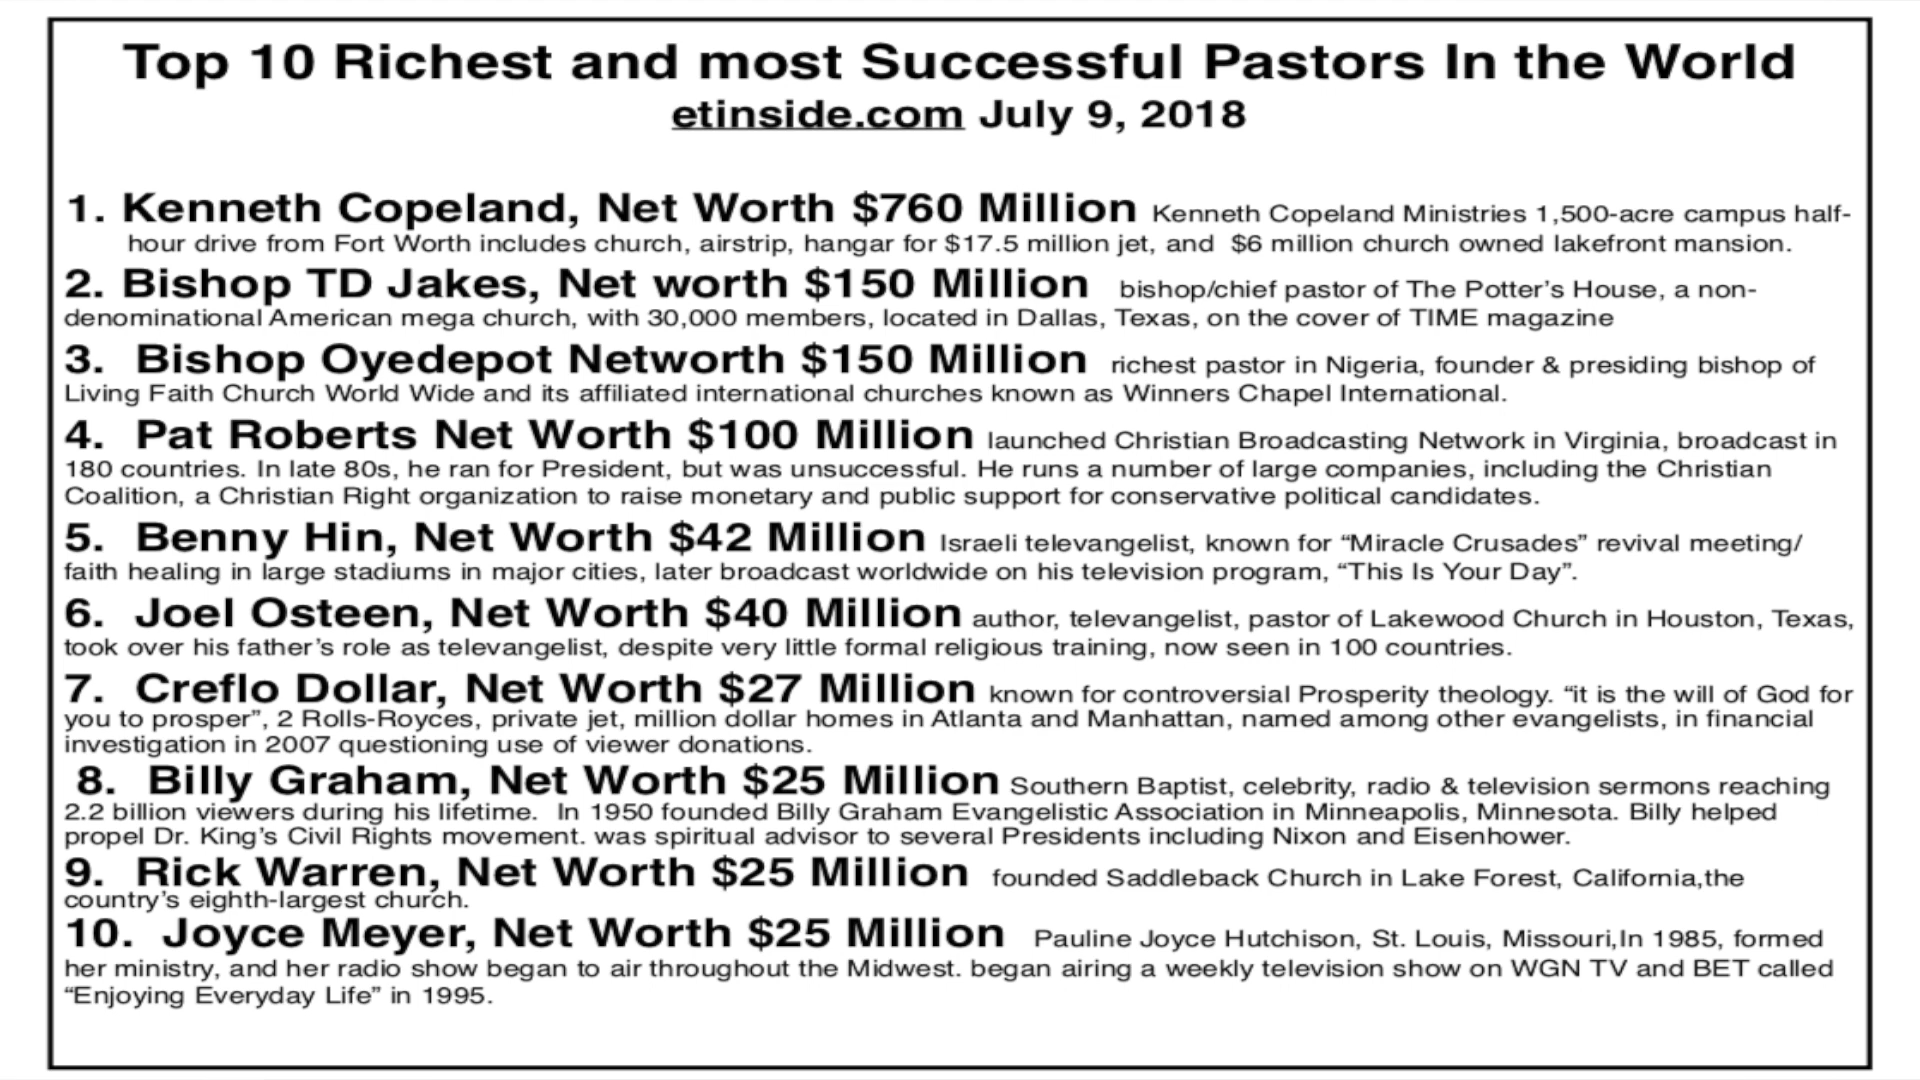 Top 10 Richest and most Successful Pastors In the World
etinside.com July 9, 2018
1. Kenneth Copeland, Net Worth $760 Million Kenneth Copeland Ministries 1,500-acre campus half-
hour drive from Fort Worth includes church, airstrip, hangar for $17.5 million jet, and $6 million church owned lakefront mansion.
2. Bishop TD Jakes, Net worth $150 Million bishop/chief pastor of The Potter’s House, a non-
denominational American mega church, with 30,000 members, located in Dallas, Texas, on the cover of TIME magazine
3. Bishop Oyedepot Networth $150 Million richest pastor in Nigeria, founder & presiding bishop of
Living Faith Church World Wide and its affiliated international churches known as Winners Chapel International.
4. Pat Roberts Net Worth $100 Million launched Christian Broadcasting Network in Virginia, broadcast in
180 countries. In late 80s, he ran for President, but was unsuccessful. He runs a number of large companies, including the Christian
Coalition, a Christian Right organization to raise monetary and public support for conservative political candidates.
5. Benny Hin, Net Worth $42 Million Israeli televangelist, known for “Miracle Crusades” revival meeting/
faith healing in large stadiums in major cities, later broadcast worldwide on his television program, “This Is Your Day”.
6. Joel Osteen, Net Worth $40 Million author, televangelist, pastor of Lakewood Church in Houston, Texas,
took over his father’s role as televangelist, despite very little formal religious training, now seen in 100 countries.
7. Creflo Dollar, Net Worth $27 Million known for controversial Prosperity theology. “it is the will of God for
you to prosper”, 2 Rolls-Royces, private jet, million dollar homes in Atlanta and Manhattan, named among other evangelists, in financial
investigation in 2007 questioning use of viewer donations.
8. Billy Graham, Net Worth $25 Million Southern Baptist, celebrity, radio & television sermons reaching
2.2 billion viewers during his lifetime. In 1950 founded Billy Graham Evangelistic Association in Minneapolis, Minnesota. Billy helped
propel Dr. King’s Civil Rights movement. was spiritual advisor to several Presidents including Nixon and Eisenhower.
9. Rick Warren, Net Worth $25 Million founded Saddleback Church in Lake Forest, California,the
country’s eighth-largest church.
10. Joyce Meyer, Net Worth $25 Million Pauline Joyce Hutchison, St. Louis, Missouri,In 1985, formed
her ministry, and her radio show began to air throughout the Midwest. began airing a weekly television show on WGN TV and BET called
“Enjoying Everyday Life” in 1995.